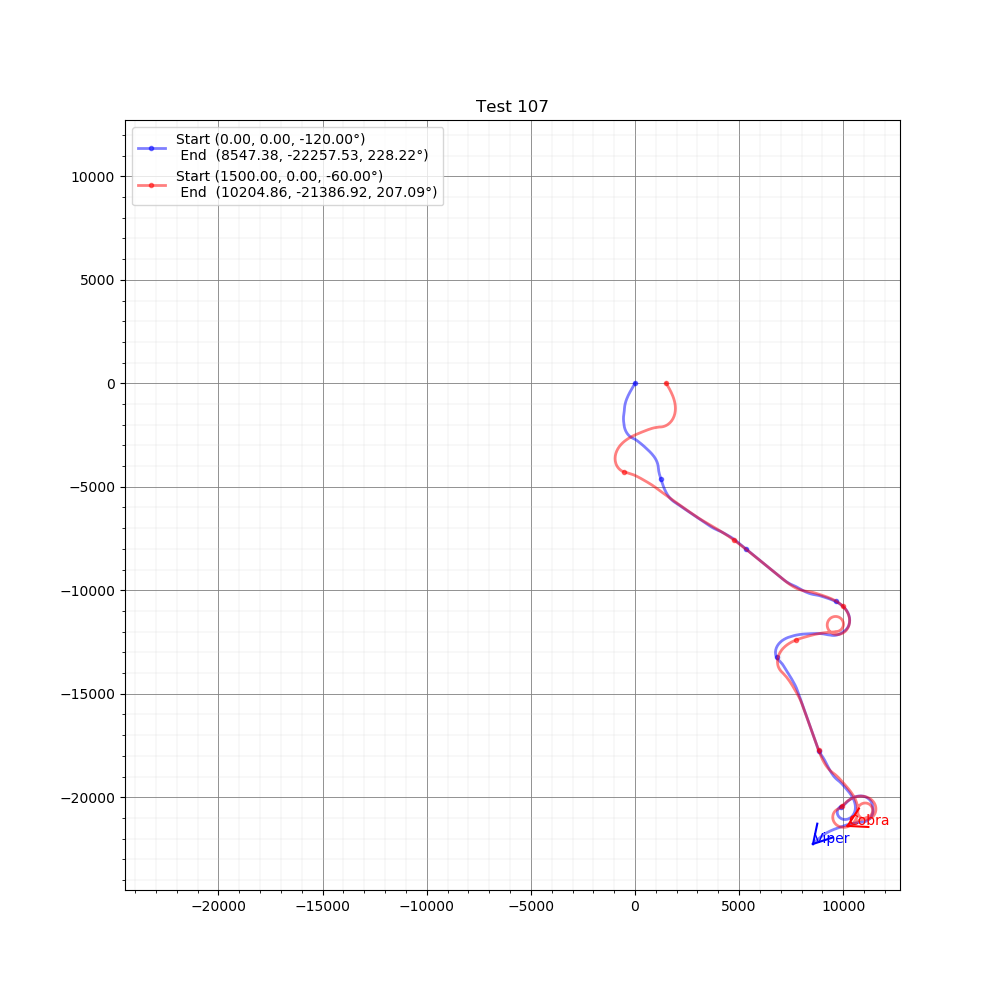 Test 107
Start (0.00, 0.00, -120.00°)
End (8547.38, -22257.53, 228.22°)
Start (1500.00, 0.00, -60.00°)
End (10204.86, -21386.92, 207.09°)
10000
5000
0
−5000
−10000
−15000
−20000
Cobra
Viper
−20000 −15000 −10000 −5000 0 5000 10000